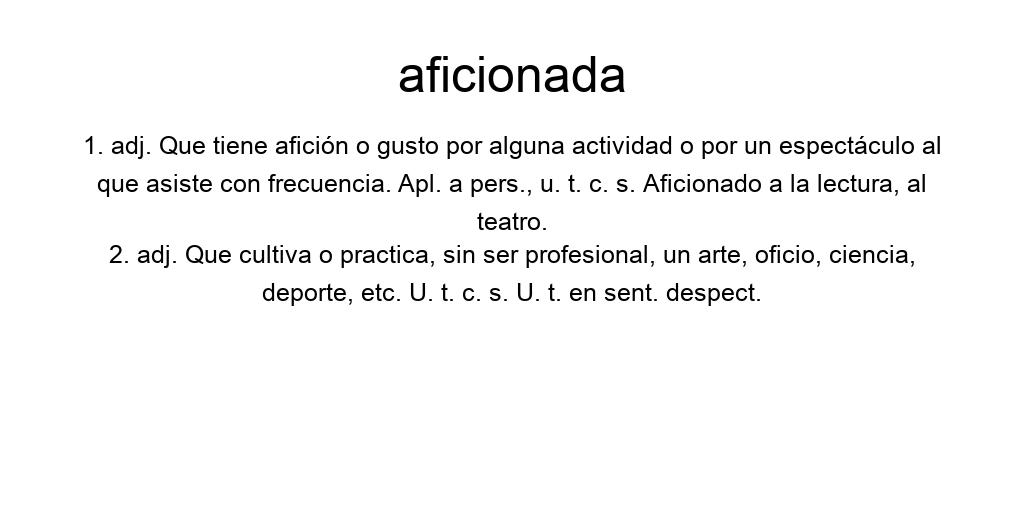 aficionada
1. adj. Que tiene afición o gusto por alguna actividad o por un espectáculo al
que asiste con frecuencia. Apl. a pers., u. t. c. s. Aficionado a la lectura, al
teatro.
2. adj. Que cultiva o practica, sin ser profesional, un arte, oficio, ciencia,
deporte, etc. U. t. c. s. U. t. en sent. despect.